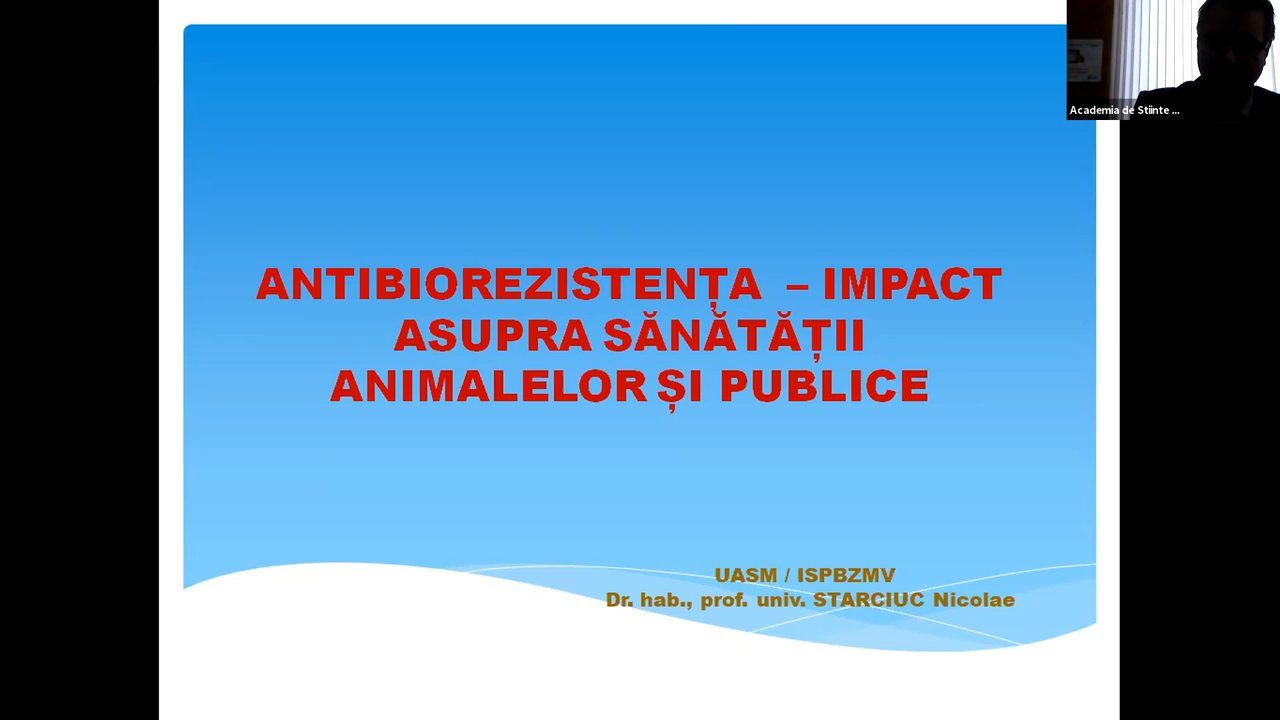 Academia de Stiinte ...
ANTIBIOREZISTENȚA – IMPACT
ASUPRA SĂNĂTĂȚII
ANIMALELOR ȘI PUBLICE
UASM / ISPBZMV
Dr. hab., prof. univ. STARCIUC Nicolae